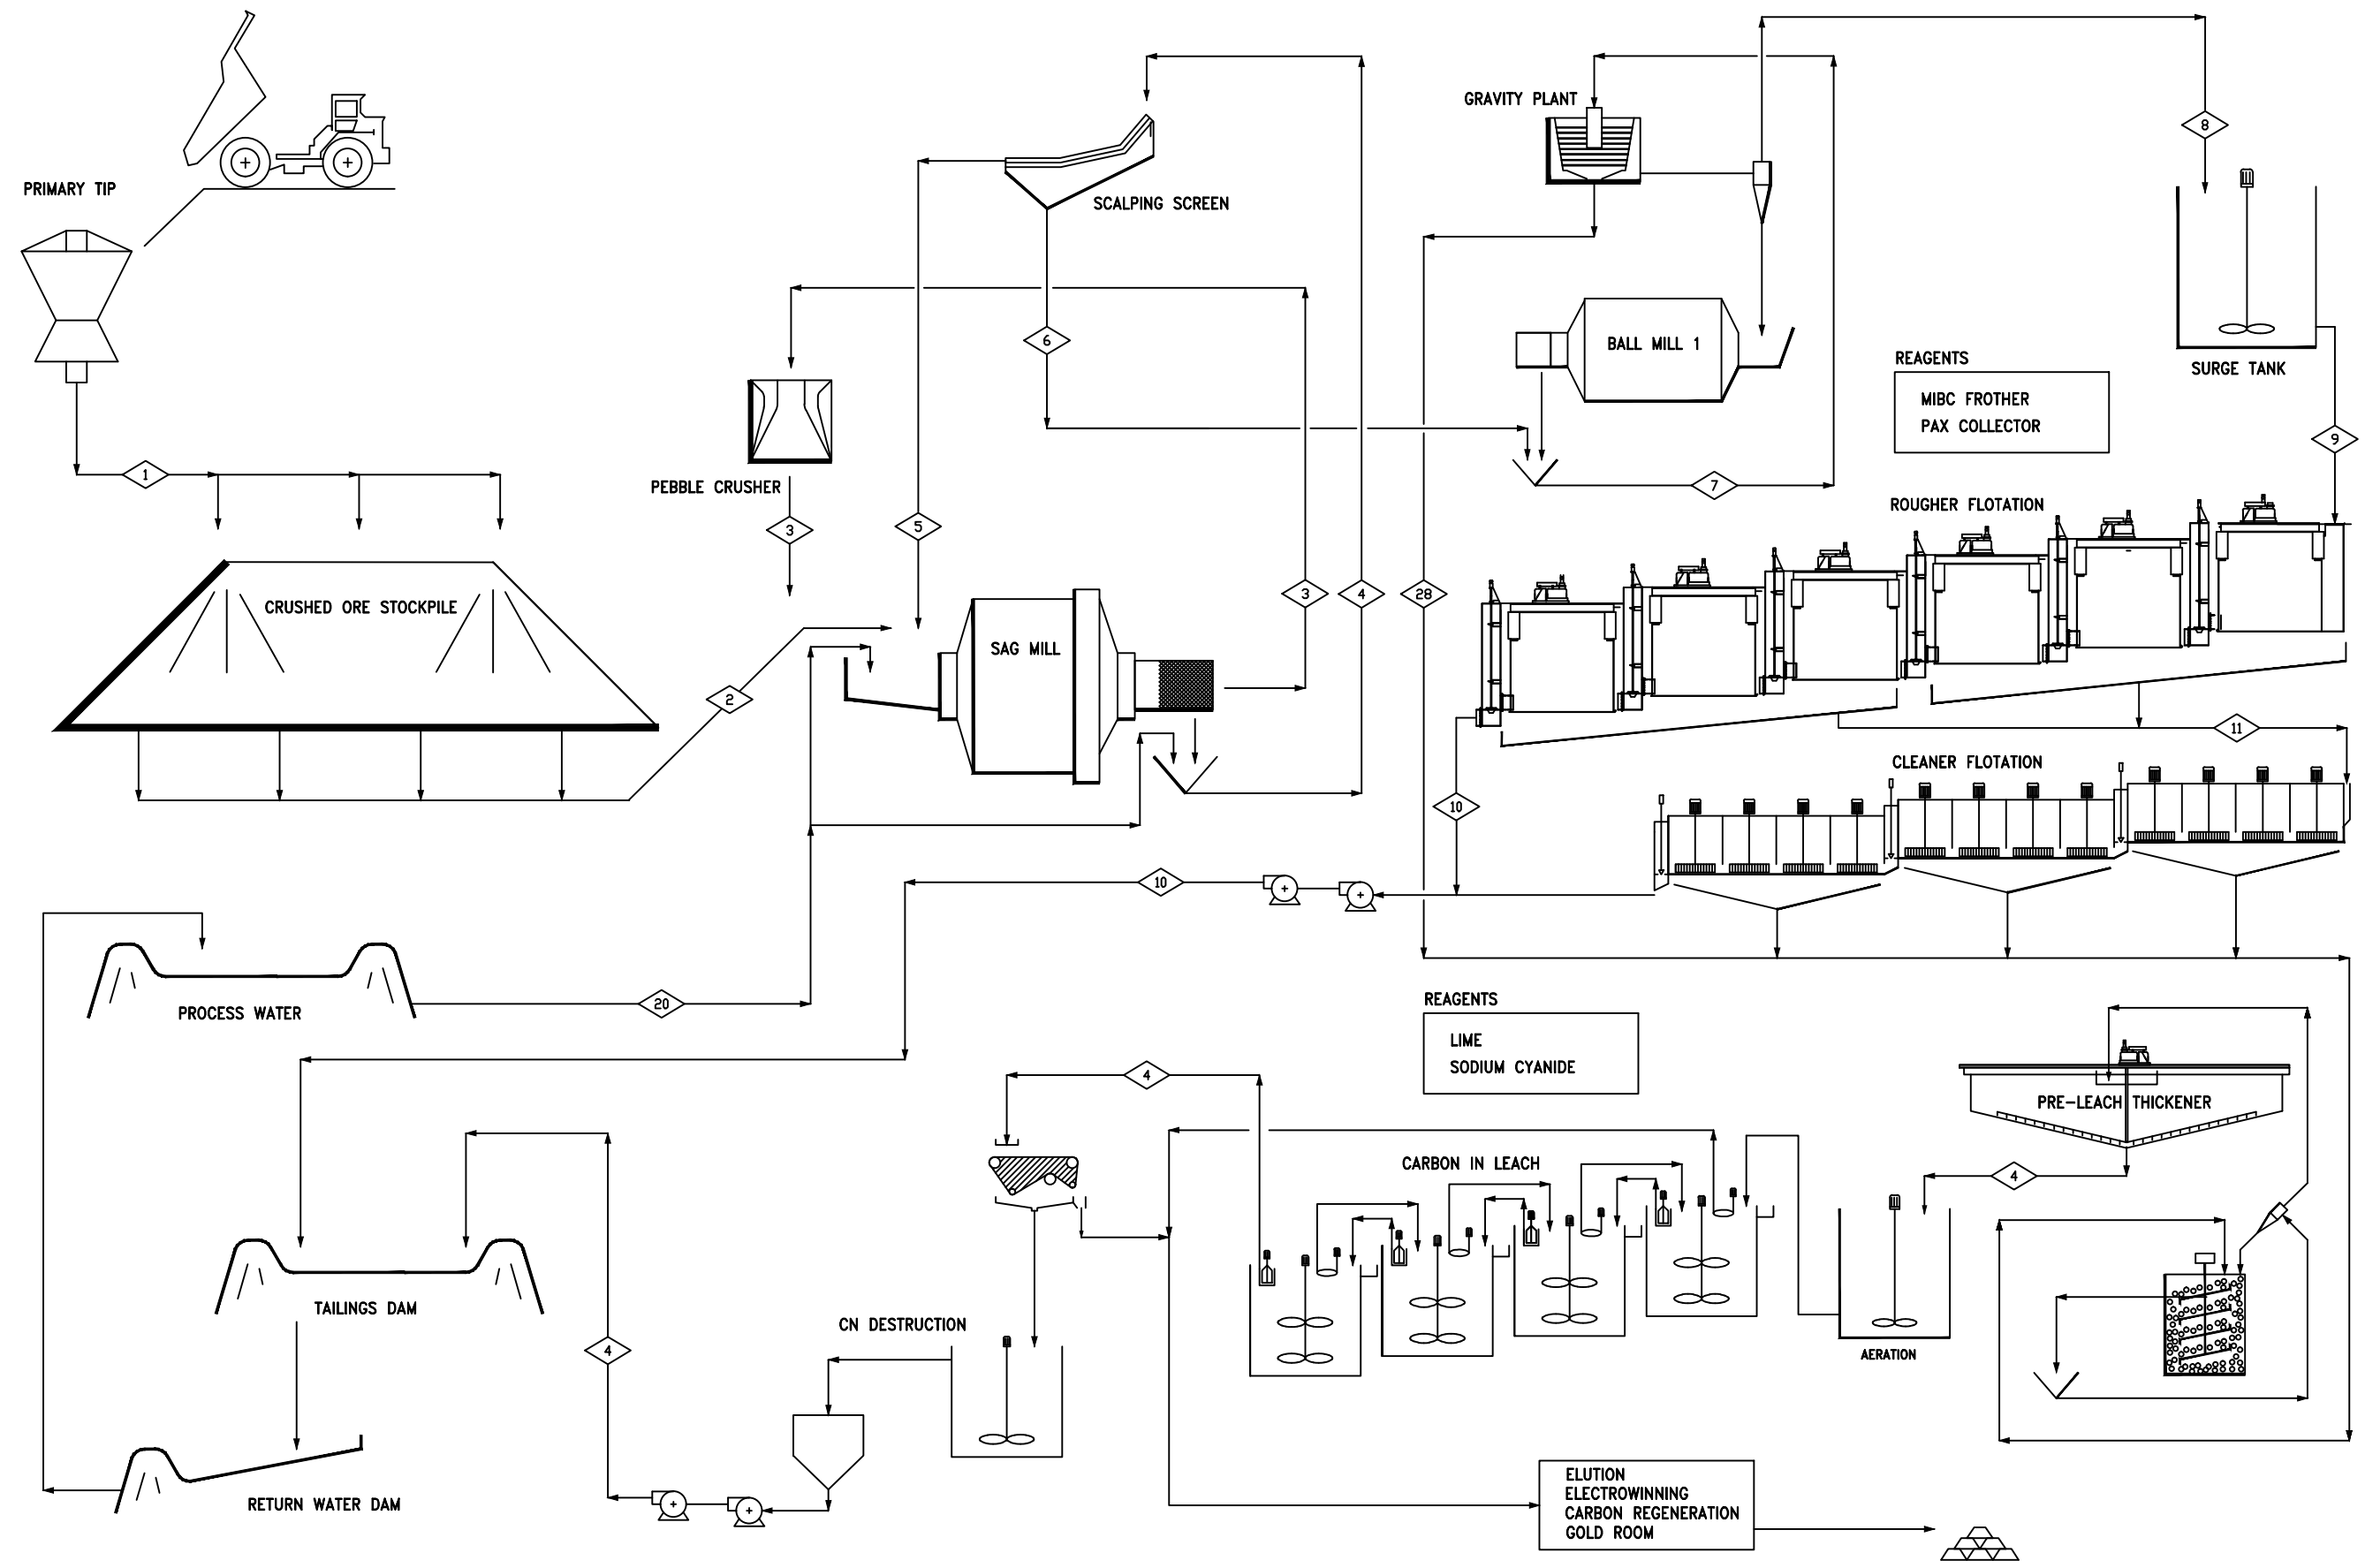 8
GRAVITY PLANT
PRIMARY TIP
SCALPING SCREEN
6
BALL MILL 1
REAGENTS
MIBC FROTHER
PAX COLLECTOR
SURGE TANK
9
1
PEBBLE CRUSHER
7
ROUGHER FLOTATION
3
5
CRUSHED ORE STOCKPILE
3
4
28
SAG MILL
2
11
CLEANER FLOTATION
10
10
PROCESS WATER
20
REAGENTS
LIME
SODIUM CYANIDE
4
PRE-LEACH THICKENER
CARBON IN LEACH
4
TAILINGS DAM
CN DESTRUCTION
4
AERATION
RETURN WATER DAM
ELUTION
ELECTROWINNING
CARBON REGENERATION
GOLD ROOM